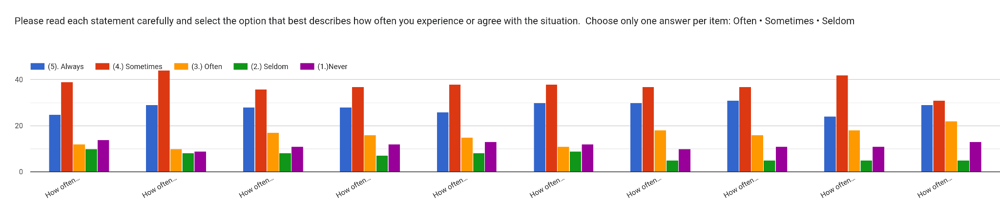 Please read each statement carefully and select the option that best describes how often you experience or agree with the situation.  Choose only one answer per item: Often • Sometimes • Seldom
(5). Always (4.) Sometimes (3.) Often (2.) Seldom (1.)Never
40
20
0
How often... How often... How often... How often... How often... How often... How often... How often... How often... How often...